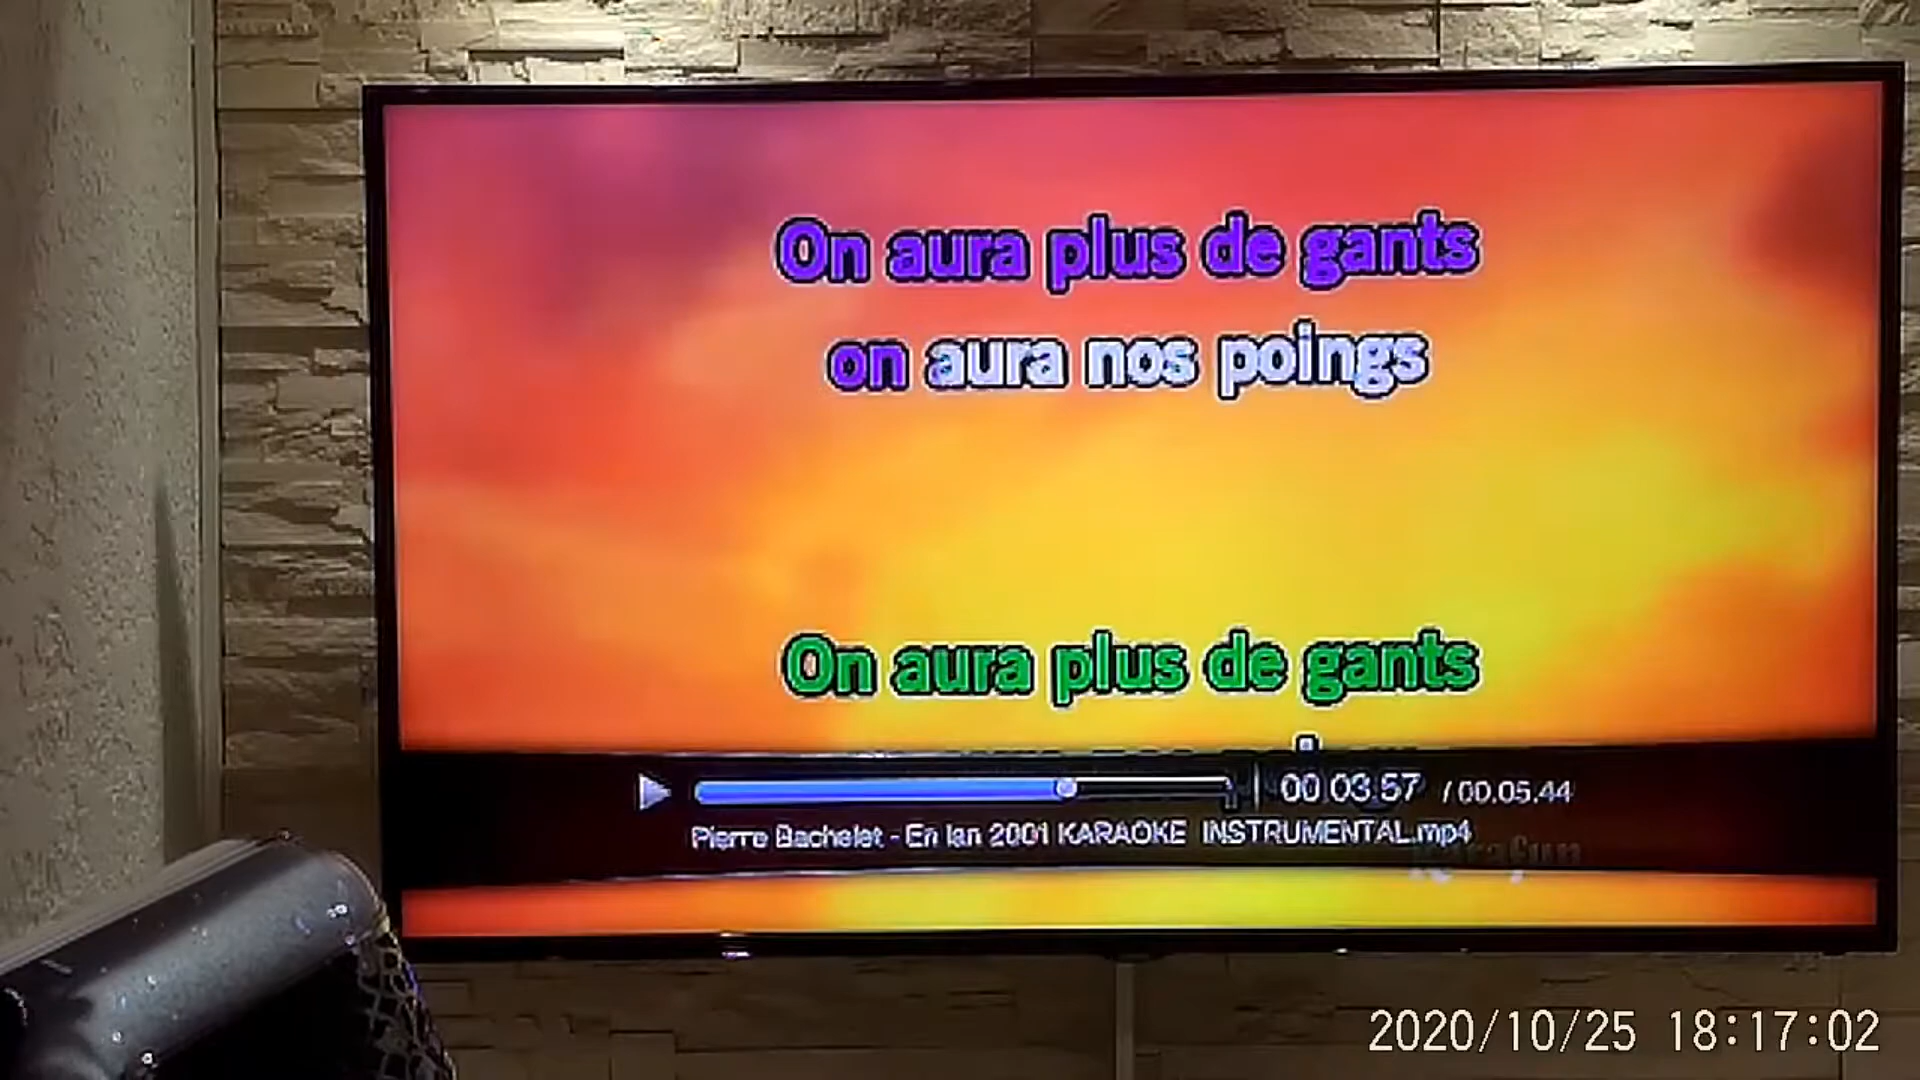 On aura plus de gants
on aura nos poings
On aura plus de gants
00 03.57 / 00.05.44
Pierre Bachelet - En lan 2001 KARAOKE INSTRUMENTAL.mp4
2020/10/25 18:17:02